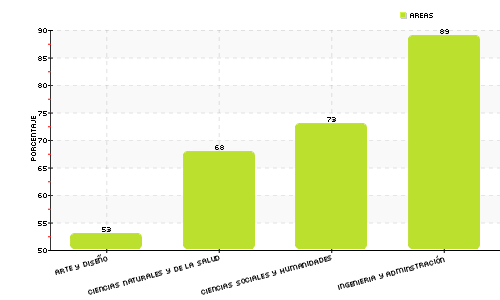 AREAS
90
85
80
75
70
65
60
55
50
PORCENTAJE
53
68
73
89
ARTE Y DISEÑO
CIENCIAS NATURALES Y DE LA SALUD
CIENCIAS SOCIALES Y HUMANIDADES
INGENIERIA Y ADMINSTRACIÓN